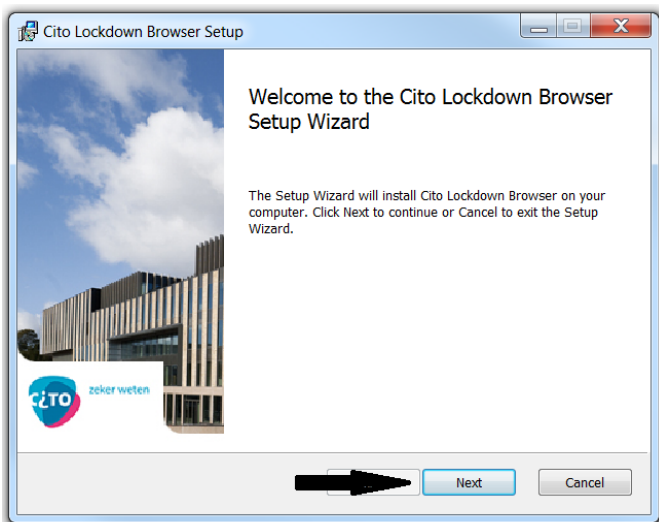 Cito Lockdown Browser Setup
Welcome to the Cito Lockdown Browser
Setup Wizard
The Setup Wizard will install Cito Lockdown Browser on your
computer. Click Next to continue or Cancel to exit the Setup
Wizard.
cito zeker weten
Next Cancel